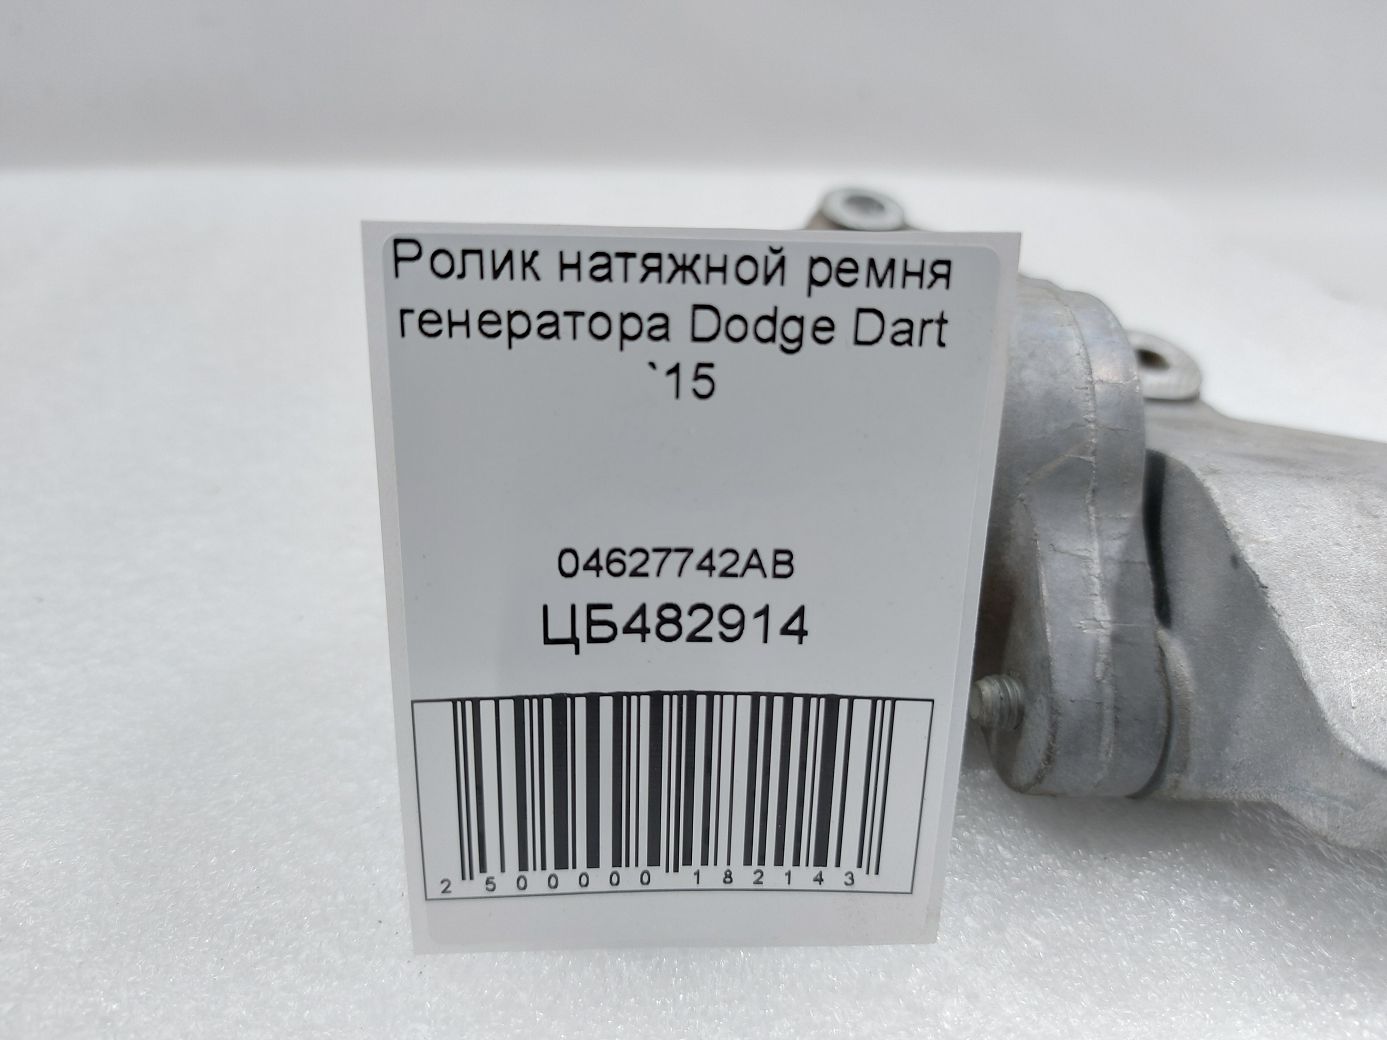 Ролик натяжной ремня
генератора Dodge Dart
`15
04627742AB
ЦБ482914
2 500000 182143